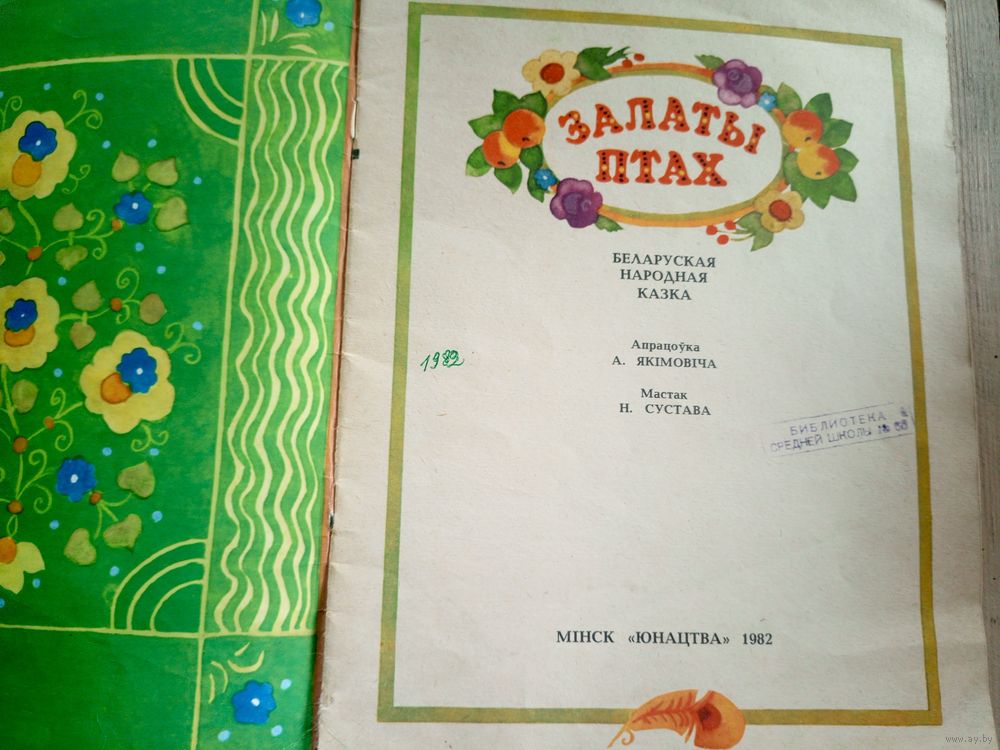 ЗАЛАТЫ
ПТАХ
БЕЛАРУСКАЯ
НАРОДНАЯ
КАЗКА
Апрацоўка
А. ЯКІМОВІЧА
1982
Мастак
Н. СУСТАВА
БИБЛИОТЕКА
СРЕДНЕЙ ШКОЛЫ №
МІНСК «ЮНАЦТВА» 1982
www.ay.by